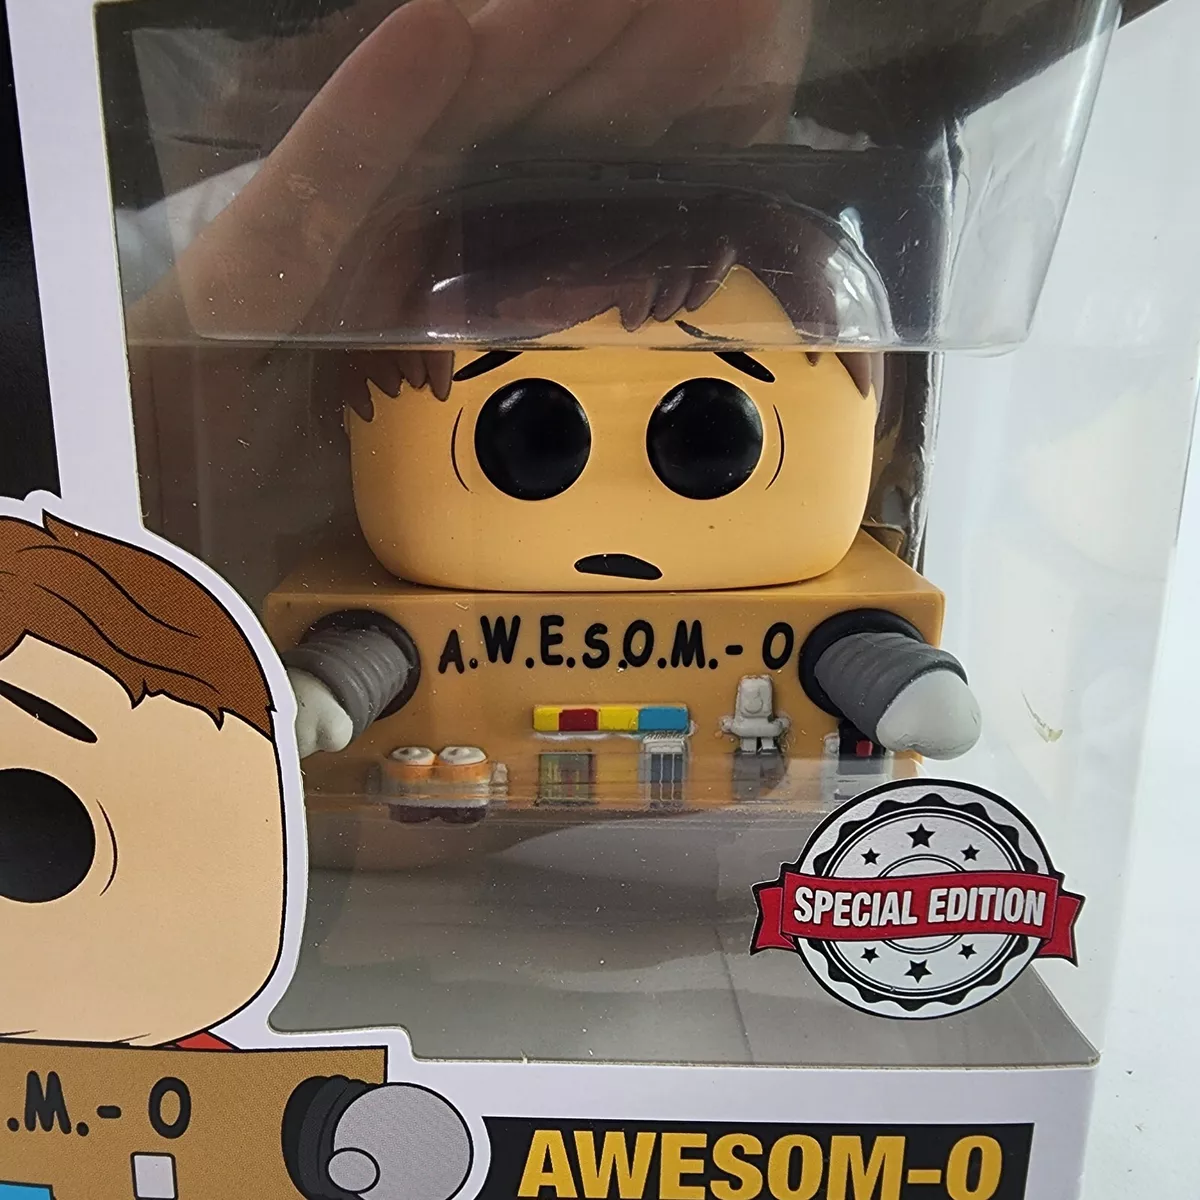 A.W.E.S.O.M.-O
SPECIAL EDITION
.M.-O
AWESOM-O